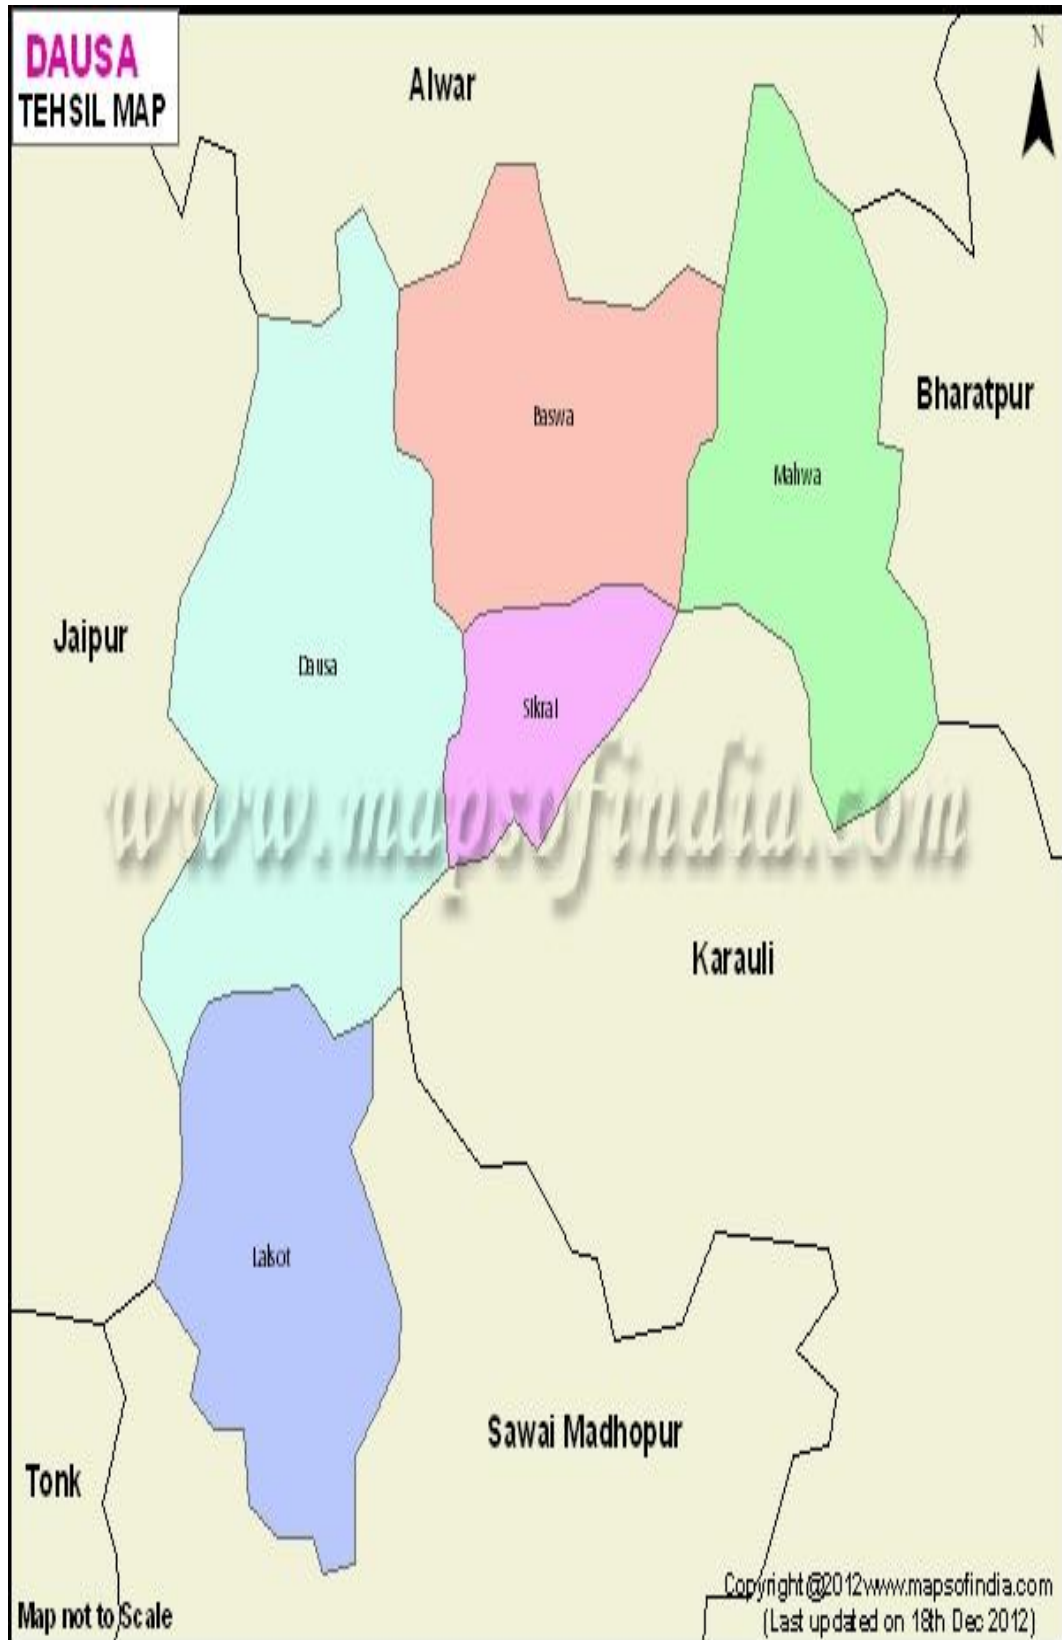 DAUSA
TEHSIL MAP
N
Alwar
Bharatpur
Baswa
Mahwa
Jaipur
Dausa
Sikrai
www.mapsofindia.com
Karauli
Lalsot
Sawai Madhopur
Tonk
Map not to Scale
Copyright@2012www.mapsofindia.com
(Last updated on 18th Dec 2012)